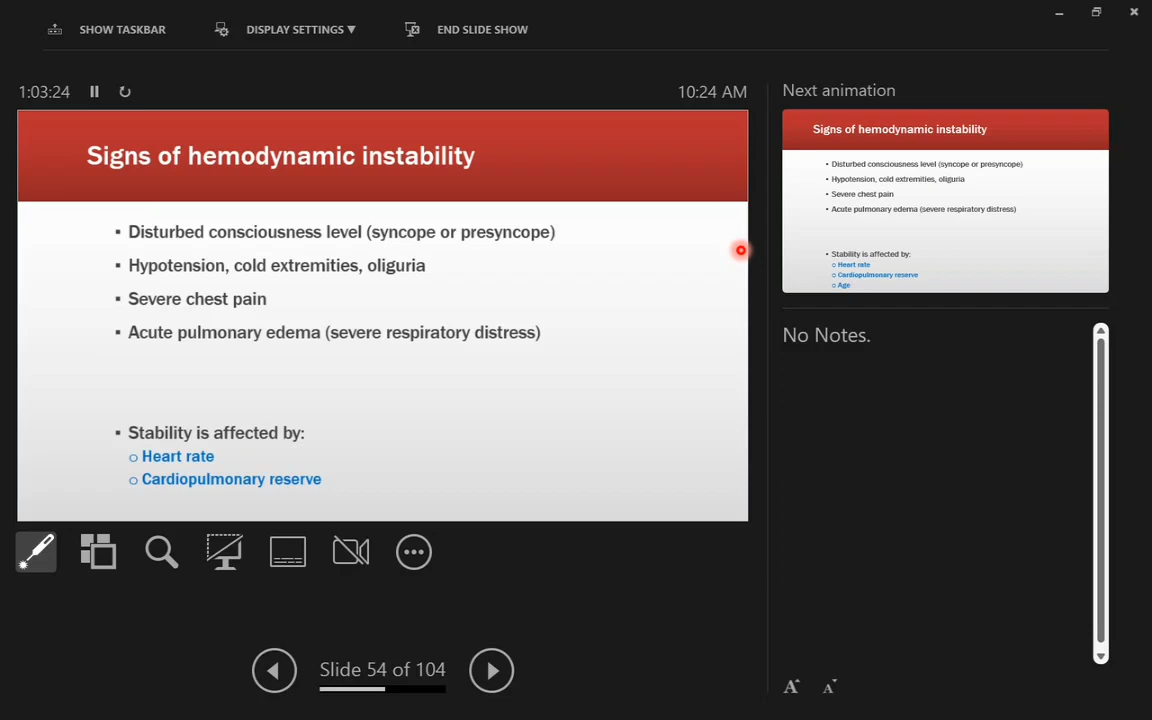 SHOW TASKBAR
DISPLAY SETTINGS ▼
END SLIDE SHOW
1:03:24
10:24 AM
Signs of hemodynamic instability
▪ Disturbed consciousness level (syncope or presyncope)
▪ Hypotension, cold extremities, oliguria
▪ Severe chest pain
▪ Acute pulmonary edema (severe respiratory distress)
▪ Stability is affected by:
o Heart rate
o Cardiopulmonary reserve
Next animation
Signs of hemodynamic instability
• Disturbed consciousness level (syncope or presyncope)
• Hypotension, cold extremities, oliguria
• Severe chest pain
• Acute pulmonary edema (severe respiratory distress)
• Stability is affected by:
o Heart rate
o Cardiopulmonary reserve
o Age
No Notes.
Slide 54 of 104
A A